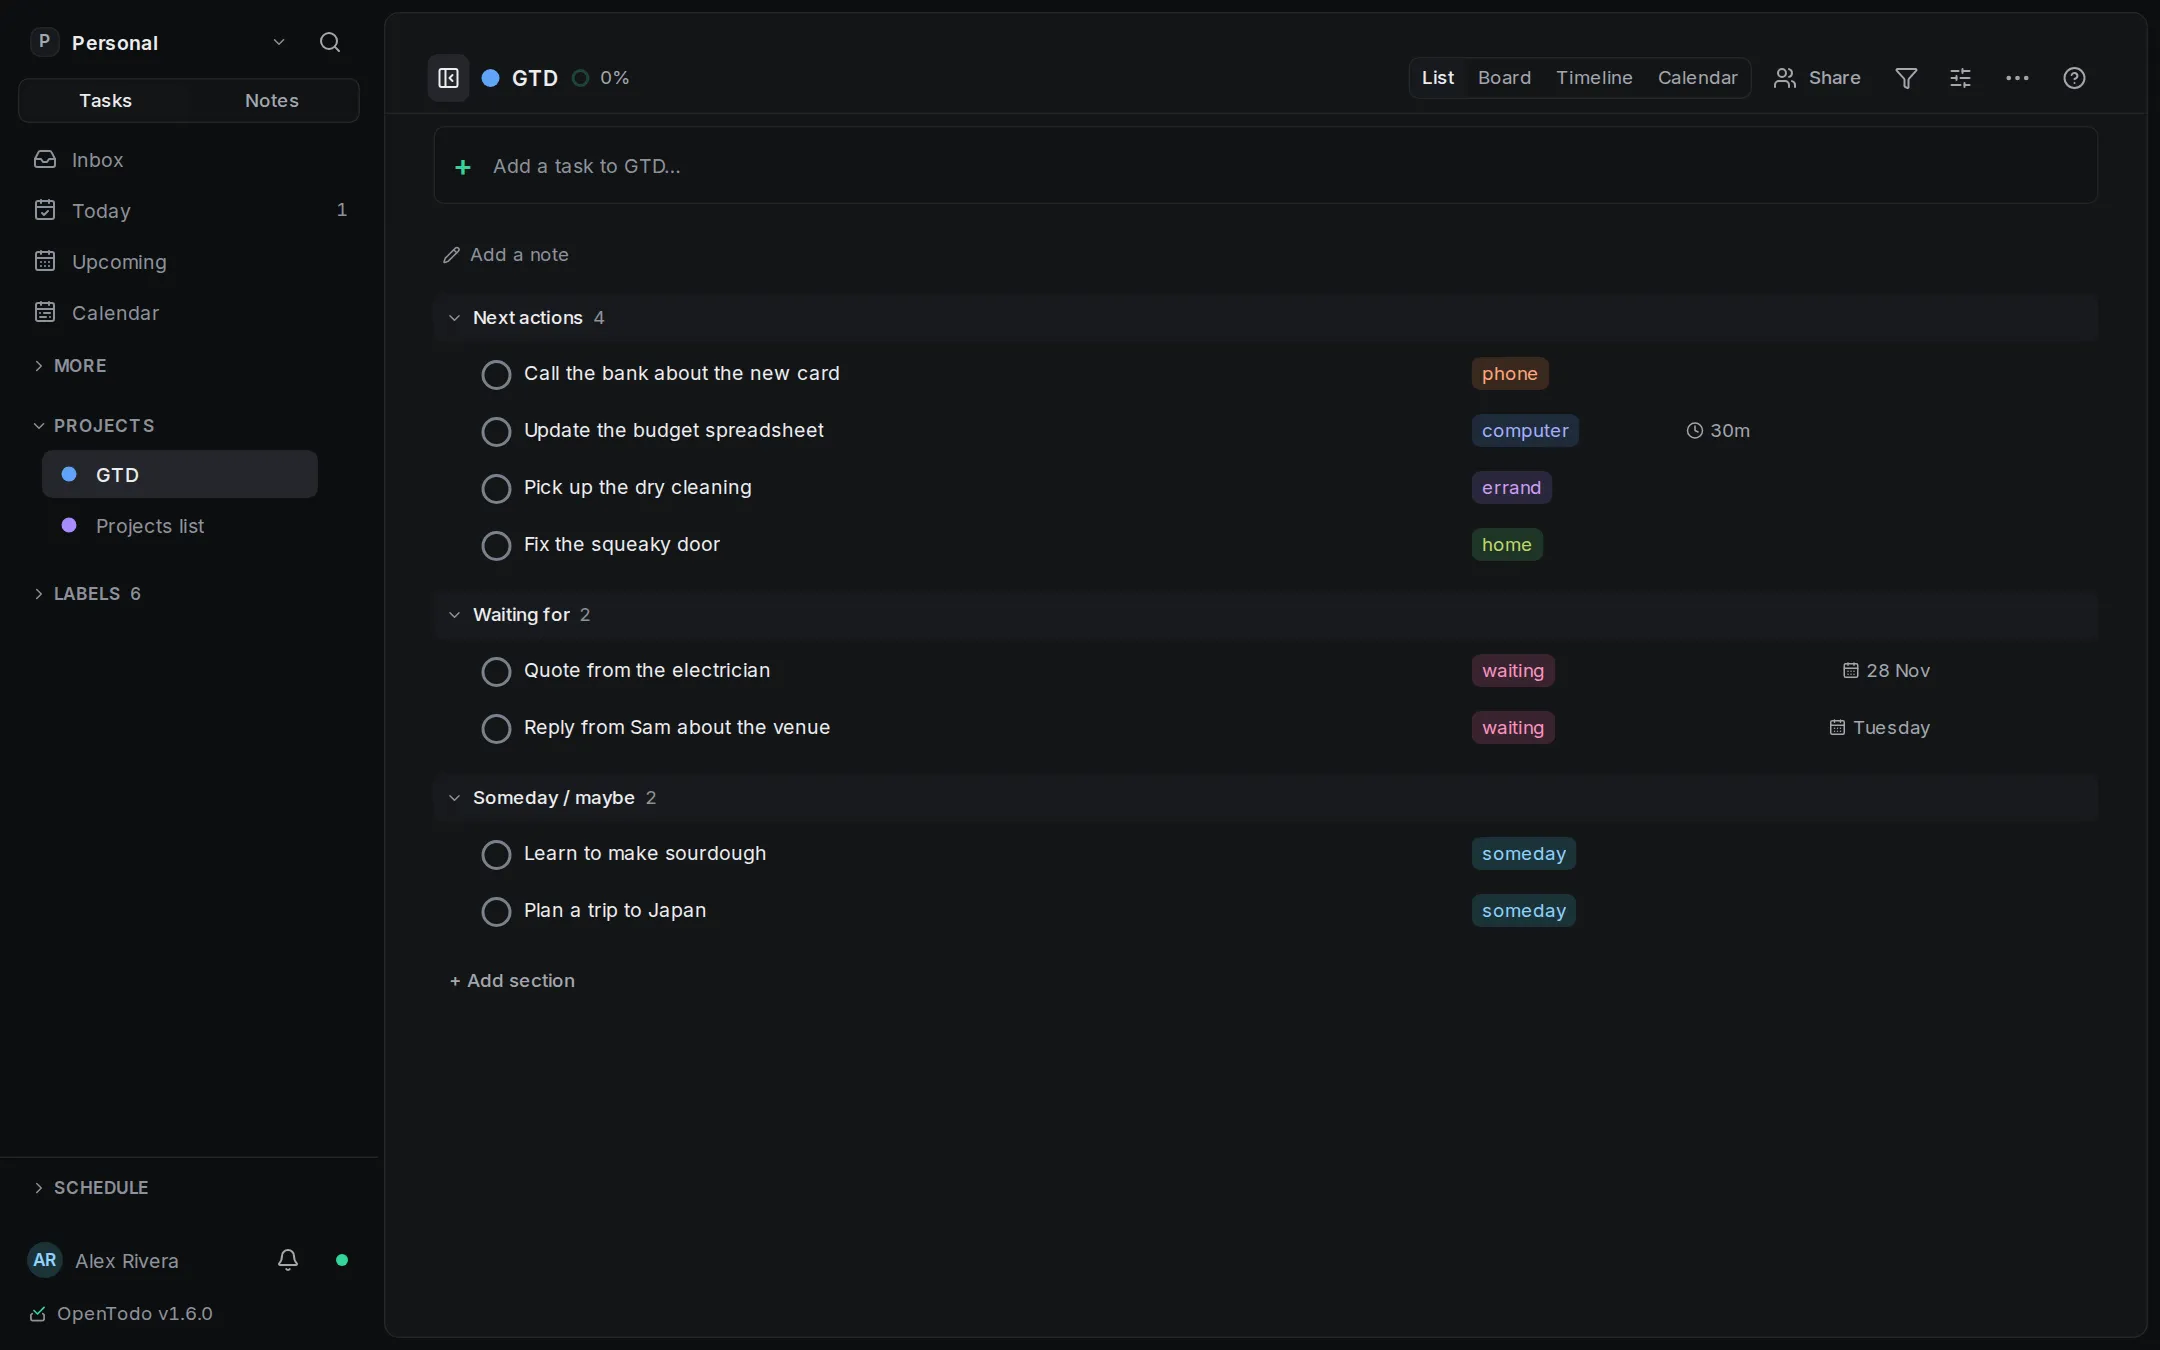 P Personal
Tasks Notes
Inbox
Today 1
Upcoming
Calendar
MORE
PROJECTS
GTD
Projects list
LABELS 6
SCHEDULE
AR Alex Rivera
OpenTodo v1.6.0
GTD 0%
List Board Timeline Calendar Share
+ Add a task to GTD...
Add a note
Next actions 4
Call the bank about the new card phone
Update the budget spreadsheet computer 30m
Pick up the dry cleaning errand
Fix the squeaky door home
Waiting for 2
Quote from the electrician waiting 28 Nov
Reply from Sam about the venue waiting Tuesday
Someday / maybe 2
Learn to make sourdough someday
Plan a trip to Japan someday
+ Add section